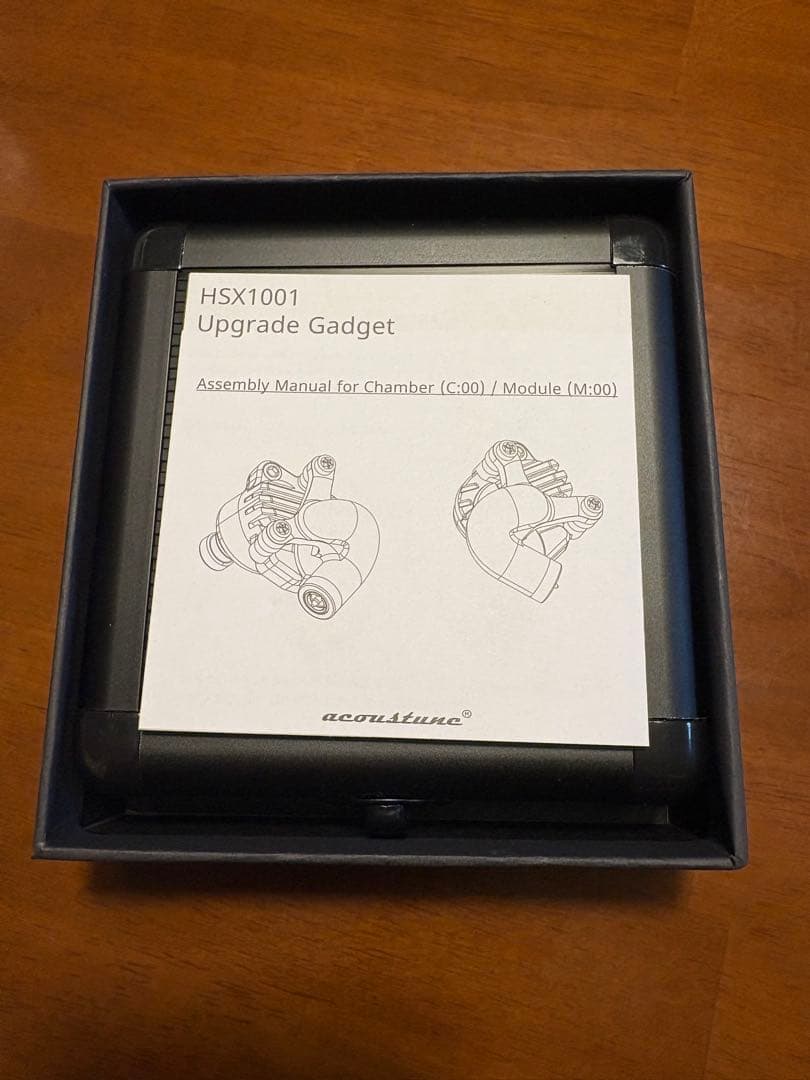 HSX1001
Upgrade Gadget
Assembly Manual for Chamber (C:00) / Module (M:00)
acoustune®